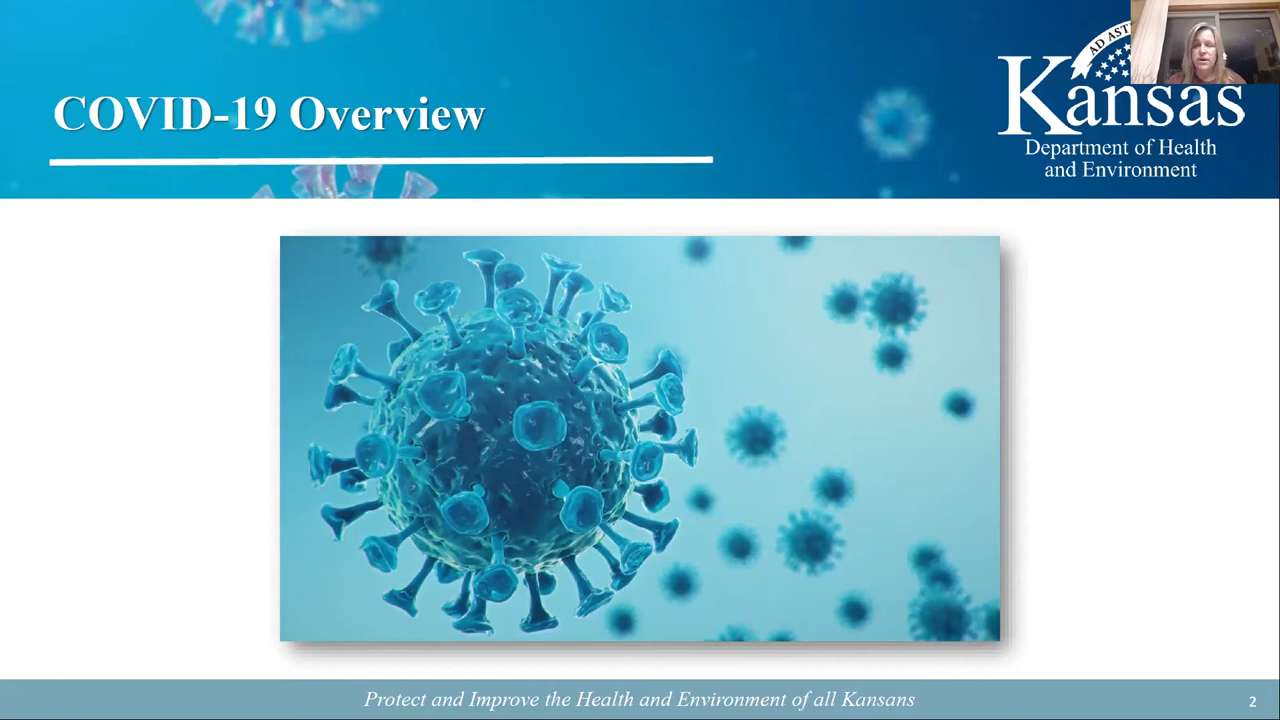 COVID-19 Overview
AD AST
Kansas
Department of Health
and Environment
Protect and Improve the Health and Environment of all Kansans
2